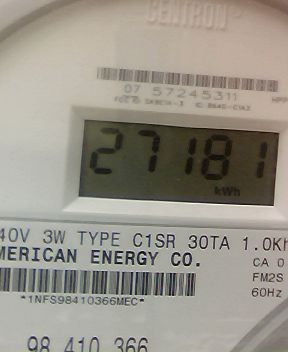 CENTRON®
07 57245311
27181
kWh
40V 3W TYPE C1SR 30TA 1.0Kh
MERICAN ENERGY CO.
CA 0
FM2S
*1NFS98410366MEC*
60Hz
98 410 366